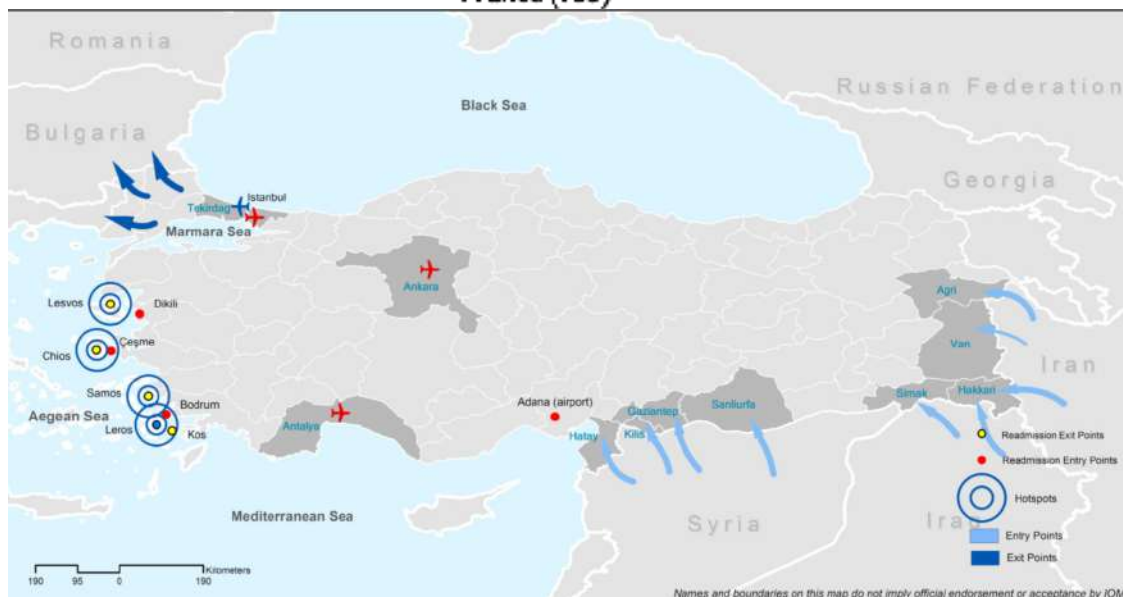 Romania
Russian Federation
Black Sea
Bulgaria
Georgia
Istanbul
Tekirdag
Marmara Sea
Ankara
Agri
Lesvos
Dikili
Van
Chios
Çeşme
Iran
Samos
Bodrum
Aegean Sea
Leros
Kos
Antalya
Adana (airport)
Hatay
Gaziantep
Kilis
Sanliurfa
Sirnak
Hakkari
Readmission Exit Points
Readmission Entry Points
Mediterranean Sea
Syria
Iraq
Hotspots
Entry Points
Exit Points
Kilometers
190 95 0 190
Names and boundaries on this map do not imply official endorsement or acceptance by IOM